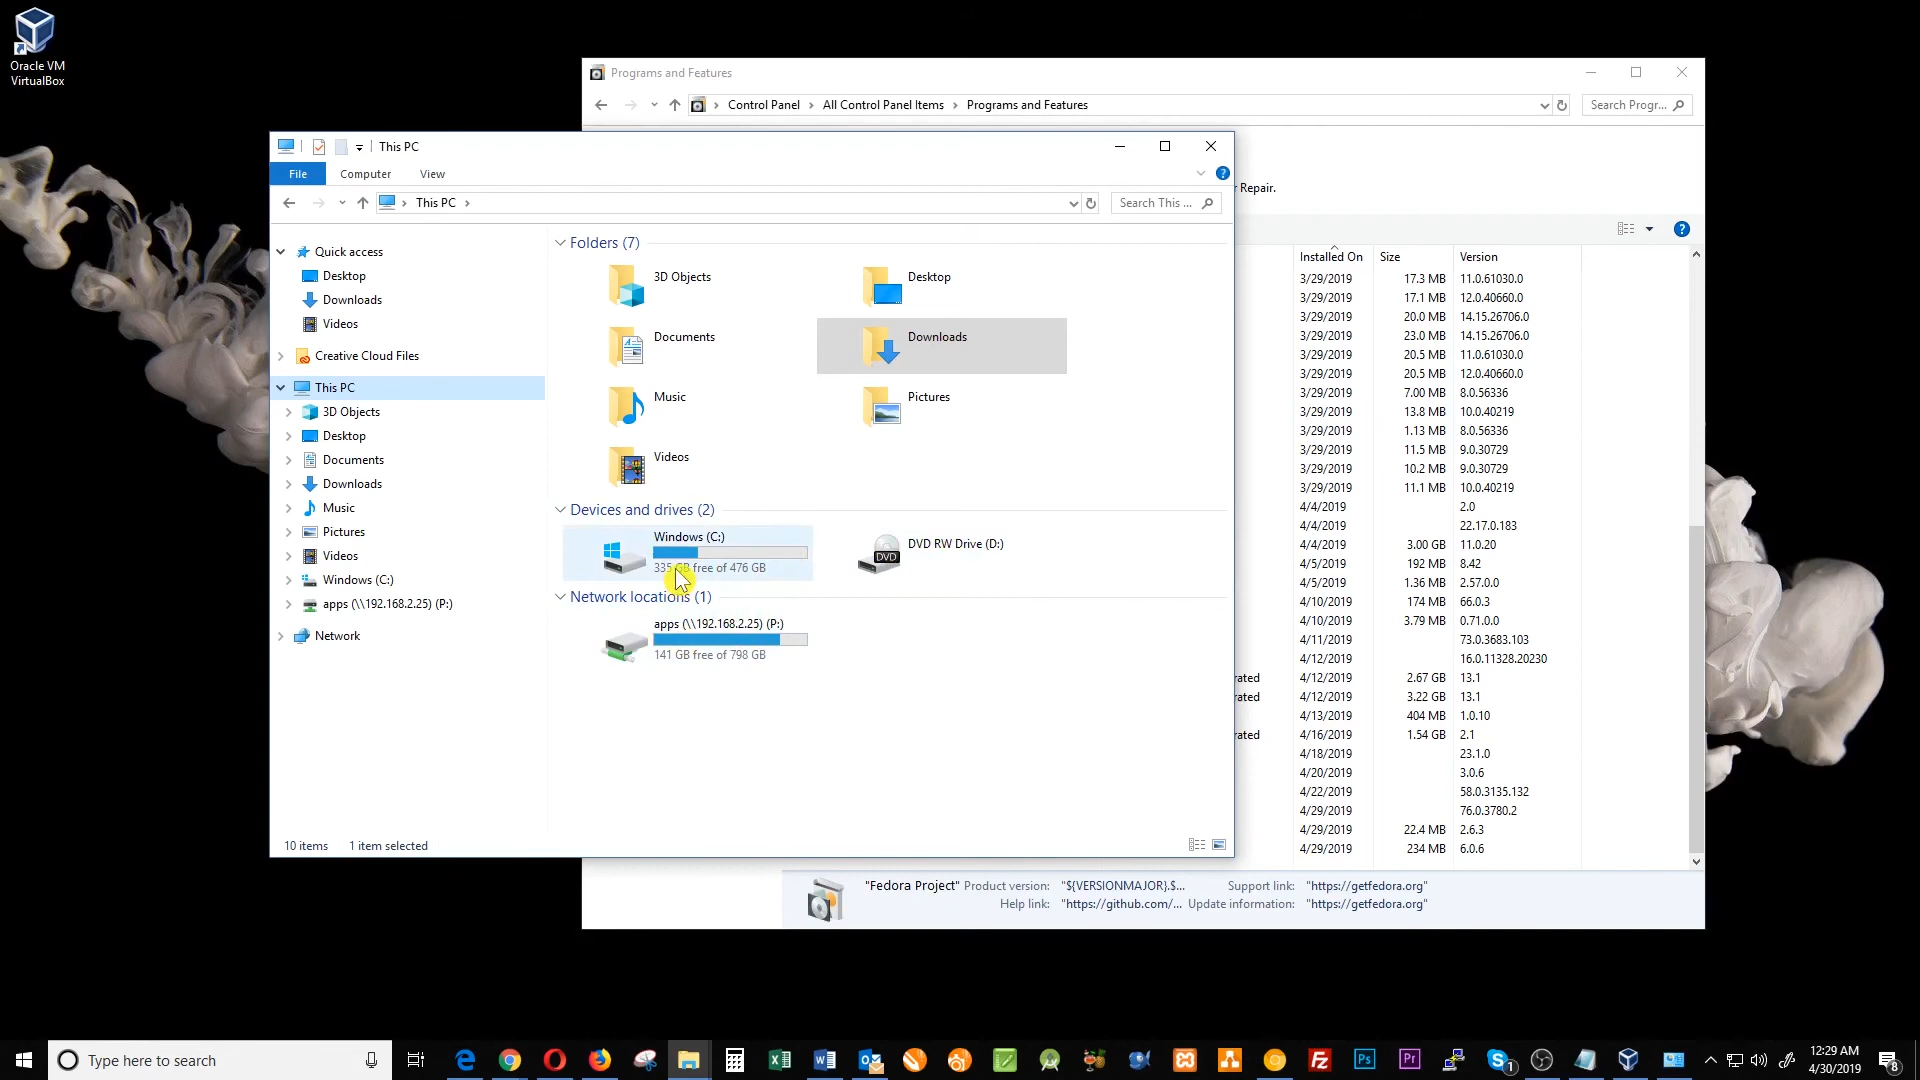 Oracle VM
VirtualBox
Programs and Features
Control Panel > All Control Panel Items > Programs and Features
Search Progr...
This PC
File Computer View
This PC >
Search This ...
Quick access
Desktop
Downloads
Videos
Creative Cloud Files
This PC
3D Objects
Desktop
Documents
Downloads
Music
Pictures
Videos
Windows (C:)
apps (\\192.168.2.25) (P:)
Network
Folders (7)
3D Objects
Desktop
Documents
Downloads
Music
Pictures
Videos
Devices and drives (2)
Windows (C:)
335 GB free of 476 GB
DVD
DVD RW Drive (D:)
Network locations (1)
apps (\\192.168.2.25) (P:)
141 GB free of 798 GB
10 items 1 item selected
r Repair.
Installed On Size Version
3/29/2019 17.3 MB 11.0.61030.0
3/29/2019 17.1 MB 12.0.40660.0
3/29/2019 20.0 MB 14.15.26706.0
3/29/2019 23.0 MB 14.15.26706.0
3/29/2019 20.5 MB 11.0.61030.0
3/29/2019 20.5 MB 12.0.40660.0
3/29/2019 7.00 MB 8.0.56336
3/29/2019 13.8 MB 10.0.40219
3/29/2019 1.13 MB 8.0.56336
3/29/2019 11.5 MB 9.0.30729
3/29/2019 10.2 MB 9.0.30729
3/29/2019 11.1 MB 10.0.40219
4/4/2019 2.0
4/4/2019 22.17.0.183
4/4/2019 3.00 GB 11.0.20
4/5/2019 192 MB 8.42
4/5/2019 1.36 MB 2.57.0.0
4/10/2019 174 MB 66.0.3
4/10/2019 3.79 MB 0.71.0.0
4/11/2019 73.0.3683.103
4/12/2019 16.0.11328.20230
rated 4/12/2019 2.67 GB 13.1
rated 4/12/2019 3.22 GB 13.1
4/13/2019 404 MB 1.0.10
rated 4/16/2019 1.54 GB 2.1
4/18/2019 23.1.0
4/20/2019 3.0.6
4/22/2019 58.0.3135.132
4/29/2019 76.0.3780.2
4/29/2019 22.4 MB 2.6.3
4/29/2019 234 MB 6.0.6
"Fedora Project" Product version: "${VERSIONMAJOR}.$... Support link: "https://getfedora.org"
Help link: "https://github.com/... Update information: "https://getfedora.org"
Type here to search
Ps
Pr
12:29 AM
4/30/2019
1
8